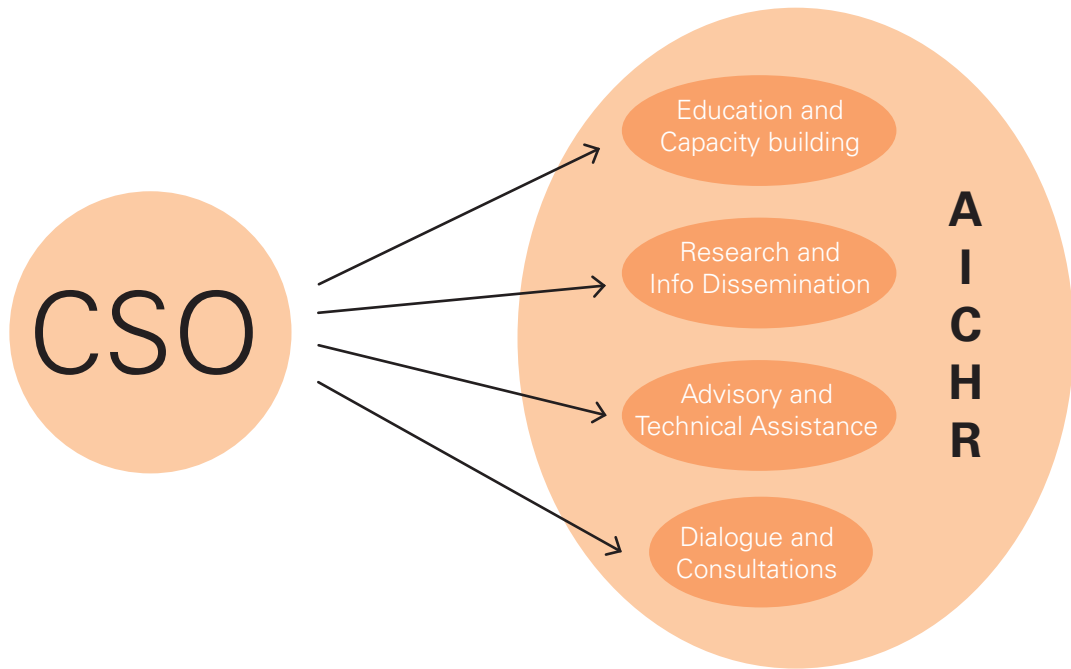 CSO
Education and
Capacity building
Research and
Info Dissemination
Advisory and
Technical Assistance
Dialogue and
Consultations
A
I
C
H
R